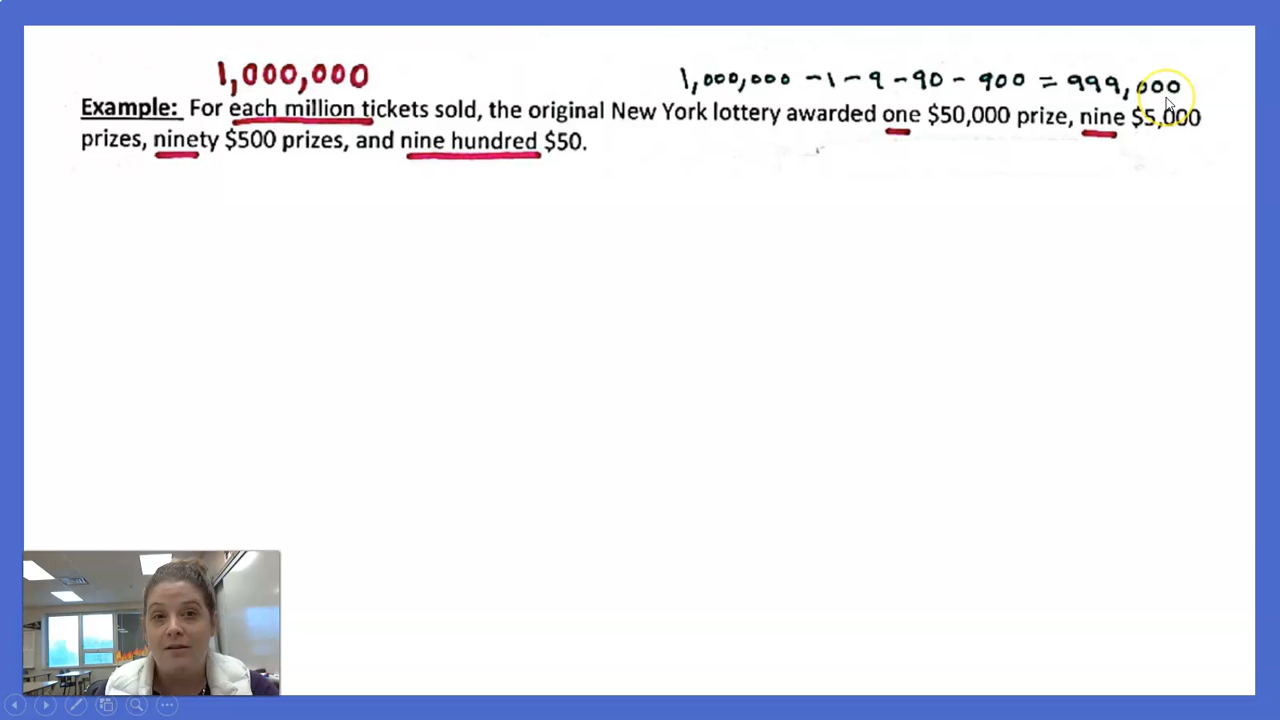 1,000,000
1,000,000 - 1 - 9 - 90 - 900 = 999,000
Example: For each million tickets sold, the original New York lottery awarded one $50,000 prize, nine $5,000
prizes, ninety $500 prizes, and nine hundred $50.